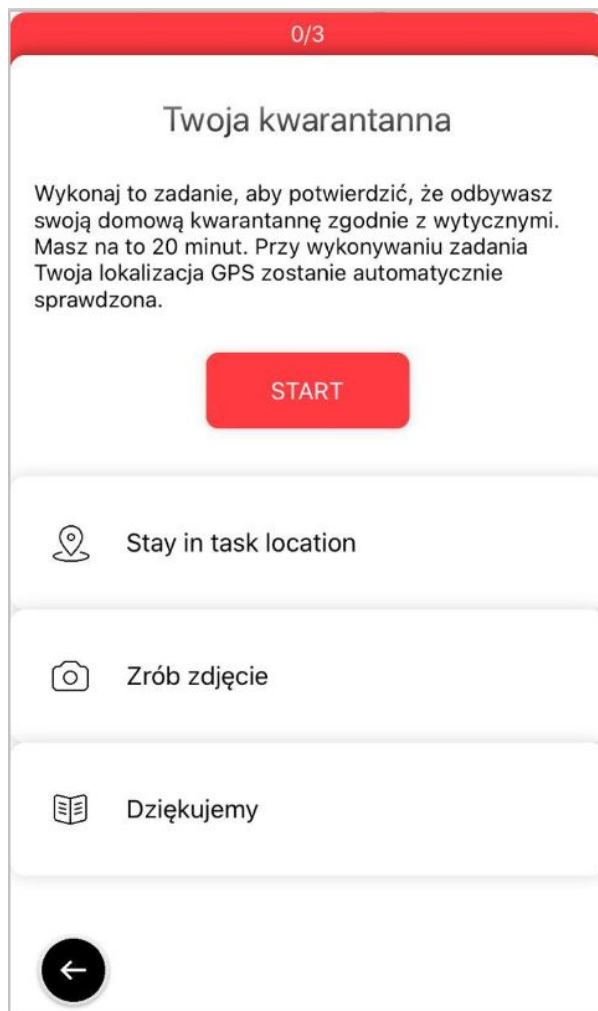 0/3
Twoja kwarantanna
Wykonaj to zadanie, aby potwierdzić, że odbywasz
swoją domową kwarantannę zgodnie z wytycznymi.
Masz na to 20 minut. Przy wykonywaniu zadania
Twoja lokalizacja GPS zostanie automatycznie
sprawdzona.
START
Stay in task location
Zrób zdjęcie
Dziękujemy